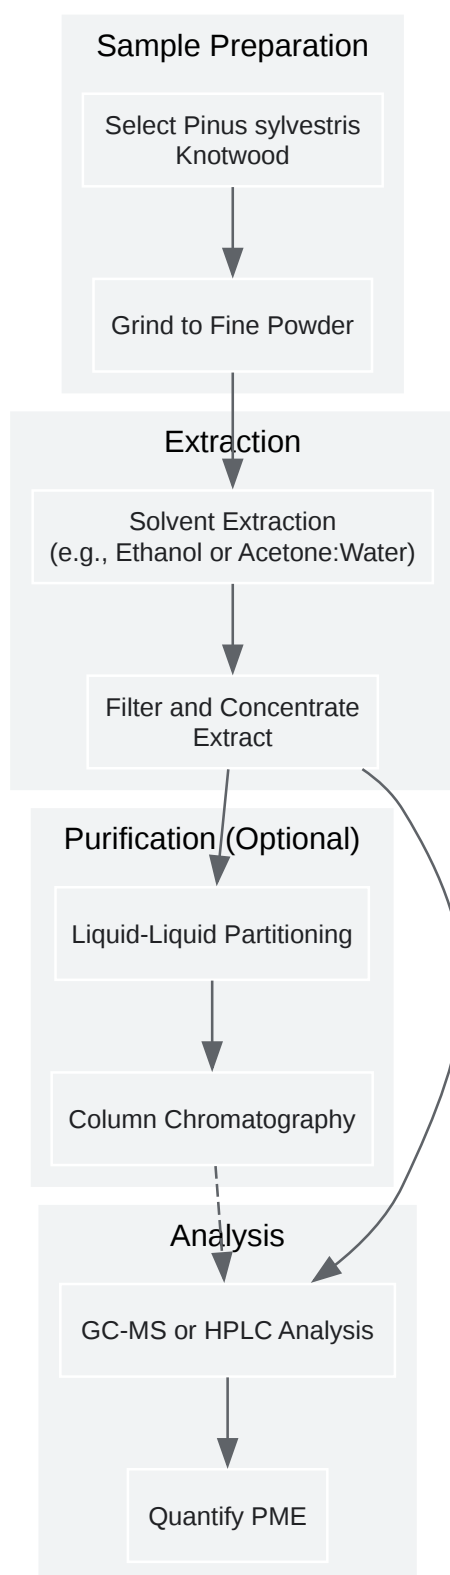 Sample Preparation
Select Pinus sylvestris
Knotwood
Grind to Fine Powder
Extraction
Solvent Extraction
(e.g., Ethanol or Acetone:Water)
Filter and Concentrate
Extract
Purification (Optional)
Liquid-Liquid Partitioning
Column Chromatography
Analysis
GC-MS or HPLC Analysis
Quantify PME